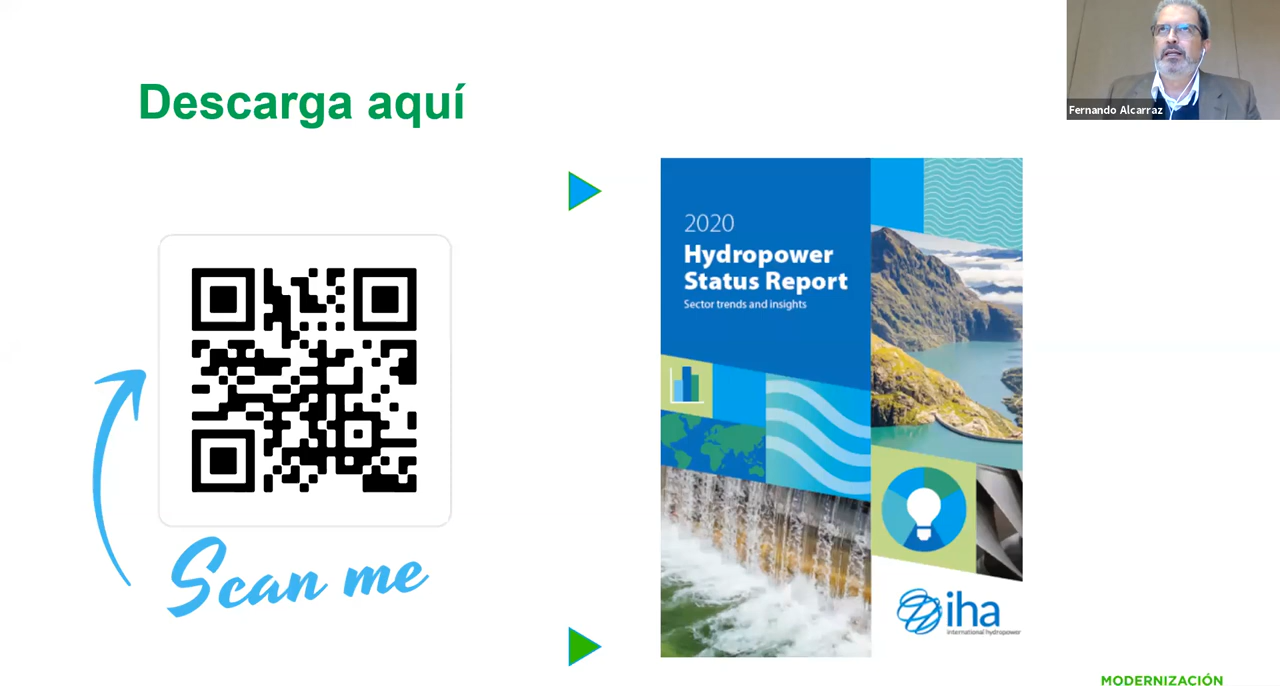 Descarga aquí
Fernando Alcarraz
2020
Hydropower
Status Report
Sector trends and insights
Scan me
iha
international hydropower
MODERNIZACIÓN